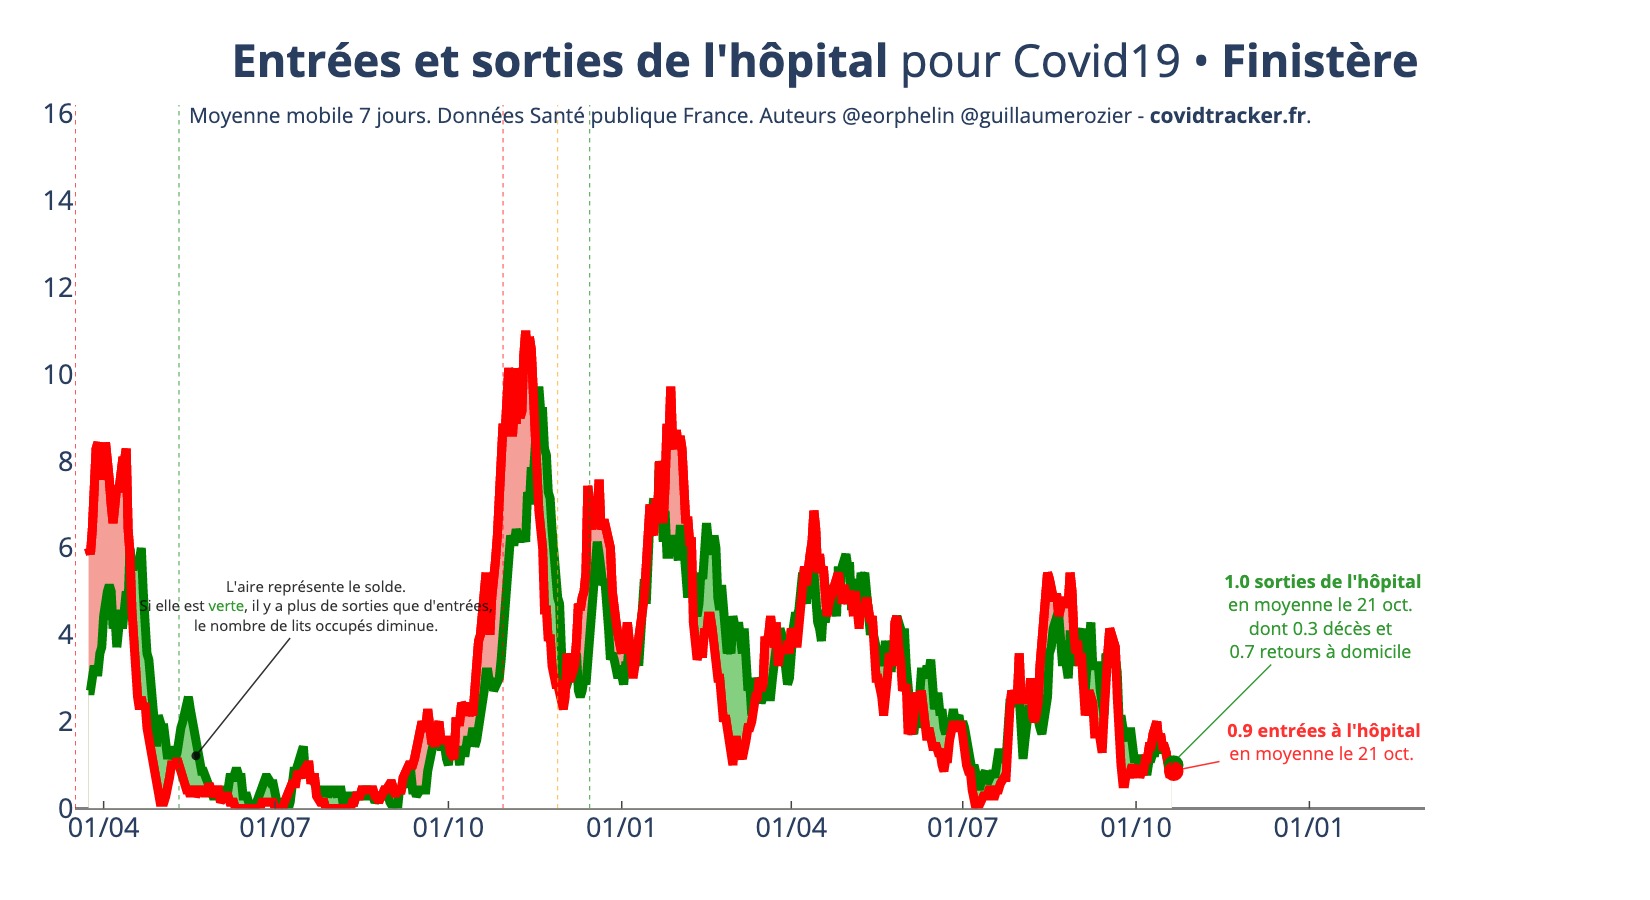 Entrées et sorties de l'hôpital pour Covid19 • Finistère
Moyenne mobile 7 jours. Données Santé publique France. Auteurs @eorphelin @guillaumerozier - covidtracker.fr.
16
14
12
10
8
6
4
2
0
L'aire représente le solde.
Si elle est verte, il y a plus de sorties que d'entrées,
le nombre de lits occupés diminue.
1.0 sorties de l'hôpital
en moyenne le 21 oct.
dont 0.3 décès et
0.7 retours à domicile
0.9 entrées à l'hôpital
en moyenne le 21 oct.
01/04 01/07 01/10 01/01 01/04 01/07 01/10 01/01